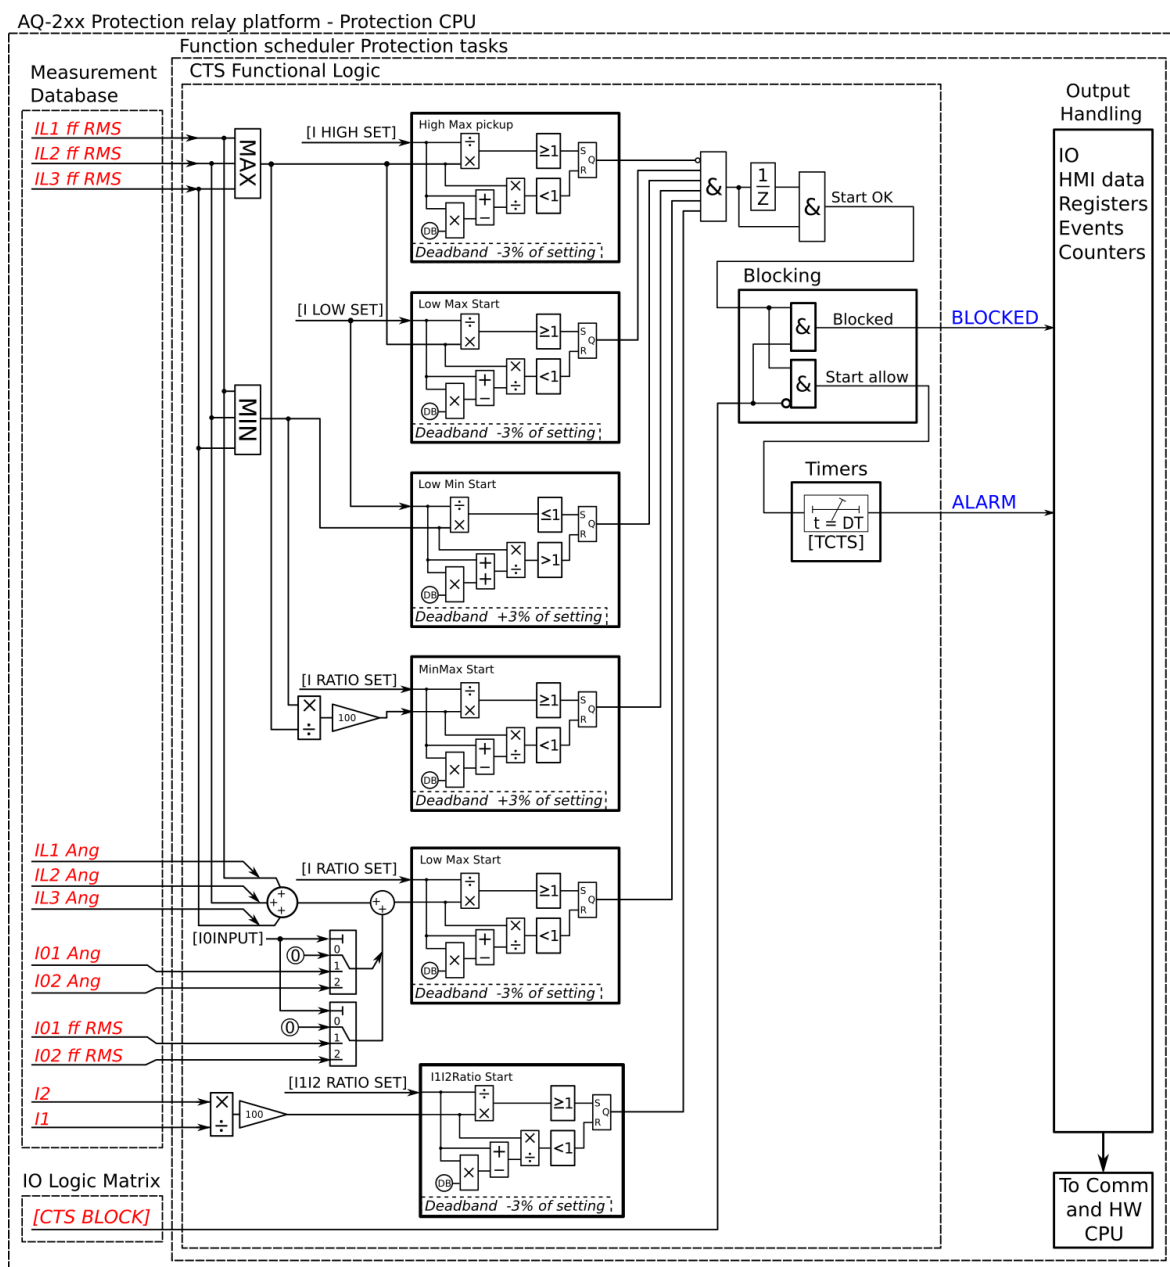 AQ-2xx Protection relay platform - Protection CPU
Function scheduler Protection tasks
CTS Functional Logic
Measurement
Database
IL1 ff RMS
IL2 ff RMS
IL3 ff RMS
MAX
[I HIGH SET]
High Max pickup
÷
×
≥1
S
Q
R
<1
×
÷
+
−
×
DB
Deadband -3% of setting
&
1
Z
&
Start OK
Output
Handling
IO
HMI data
Registers
Events
Counters
[I LOW SET]
Low Max Start
÷
×
≥1
S
Q
R
<1
×
÷
+
−
×
DB
Deadband -3% of setting
Blocking
&
Blocked
BLOCKED
&
Start allow
MIN
Low Min Start
÷
×
≤1
S
Q
R
>1
×
÷
+
+
×
DB
Deadband +3% of setting
Timers
t = DT
[TCTS]
ALARM
[I RATIO SET]
×
÷
100
MinMax Start
÷
×
≥1
S
Q
R
<1
×
÷
+
−
×
DB
Deadband +3% of setting
IL1 Ang
IL2 Ang
IL3 Ang
+
+
+
[I RATIO SET]
+
+
Low Max Start
÷
×
≥1
S
Q
R
<1
×
÷
+
−
×
DB
Deadband -3% of setting
[I0INPUT]
0
0
1
2
I01 Ang
I02 Ang
0
0
1
2
I01 ff RMS
I02 ff RMS
I2
I1
×
÷
100
[I1I2 RATIO SET]
I1I2Ratio Start
÷
×
≥1
S
Q
R
<1
×
÷
+
−
×
DB
Deadband -3% of setting
IO Logic Matrix
[CTS BLOCK]
To Comm
and HW
CPU